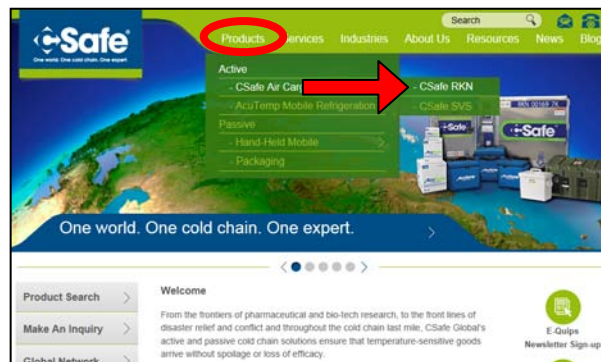 Search
CSafe
One world. One cold chain. One expert.
Products Services Industries About Us Resources News Blog
Active
- CSafe Air Carg
- CSafe RKN
- AcuTemp Mobile Refrigeration
- CSafe SVS
Passive
- Hand-Held Mobile
- Packaging
RKN 00169 7K
CSafe
CSafe
One world. One cold chain. One expert.
Product Search
Make An Inquiry
Global Network
Welcome
From the frontiers of pharmaceutical and bio-tech research, to the front lines of
disaster relief and conflict and throughout the cold chain last mile, CSafe Global's
active and passive cold chain solutions ensure that temperature-sensitive goods
arrive without spoilage or loss of efficacy.
E-Quips
Newsletter Sign-up